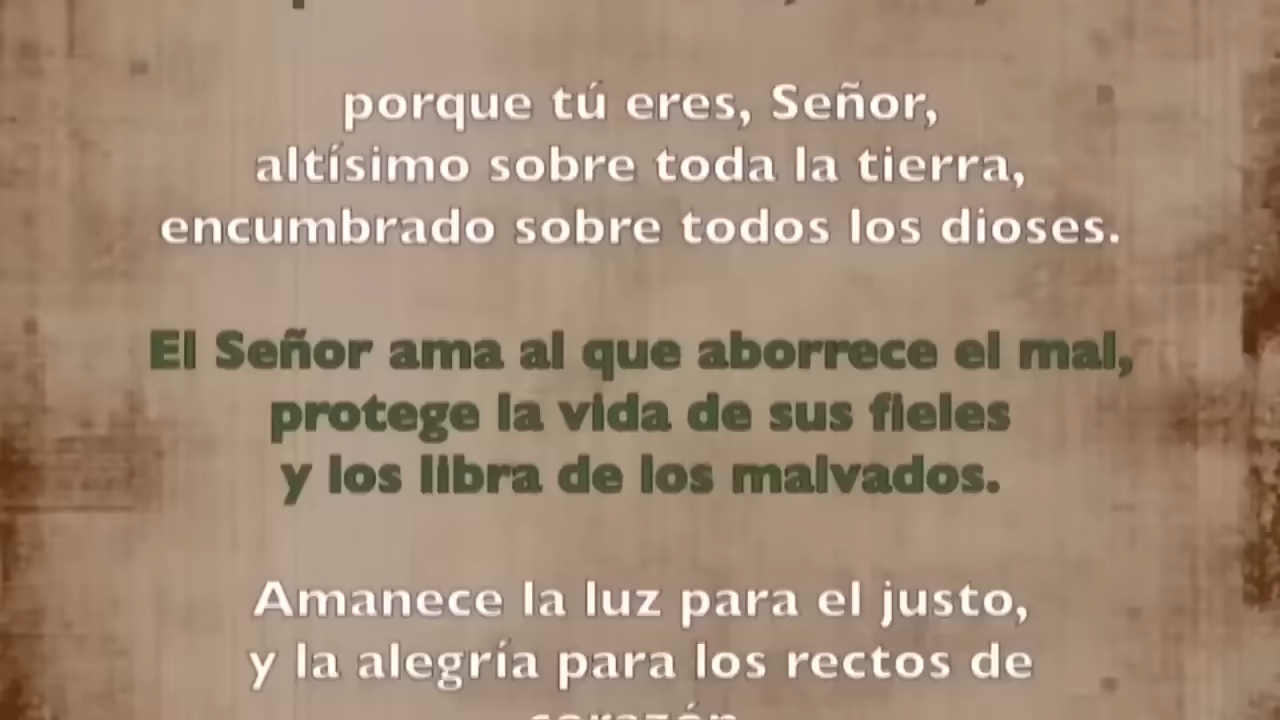 porque tú eres, Señor,
altísimo sobre toda la tierra,
encumbrado sobre todos los dioses.
El Señor ama al que aborrece el mal,
protege la vida de sus fieles
y los libra de los malvados.
Amanece la luz para el justo,
y la alegría para los rectos de
corazón.